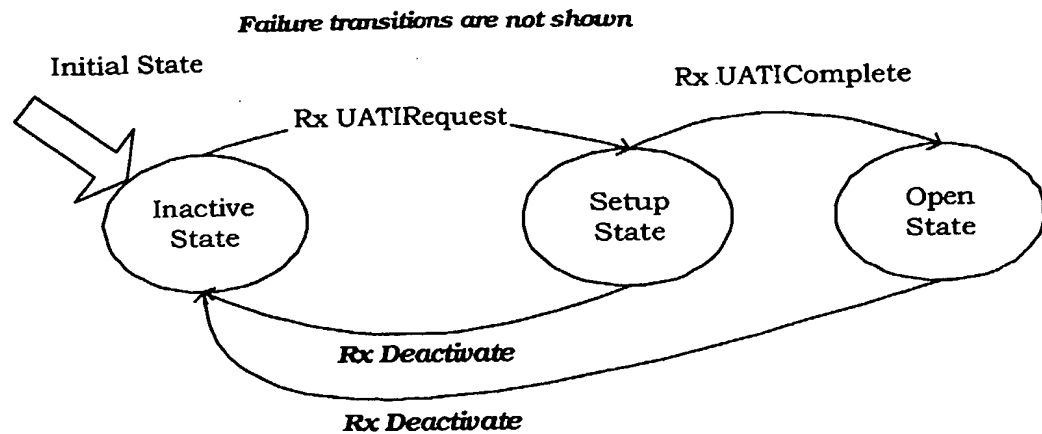 Failure transitions are not shown
Initial State
Rx UATIComplete
Rx UATIRequest
Inactive
State
Setup
State
Open
State
Rx Deactivate
Rx Deactivate